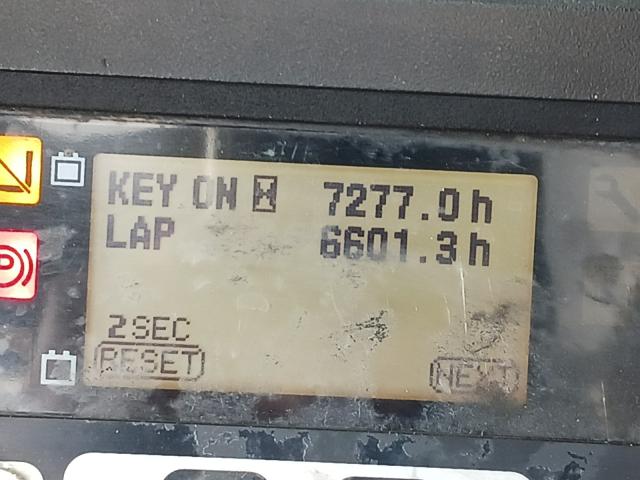 KEY ON 7277.0h
LAP 6601.3h
2SEC
RESET NEXT
P